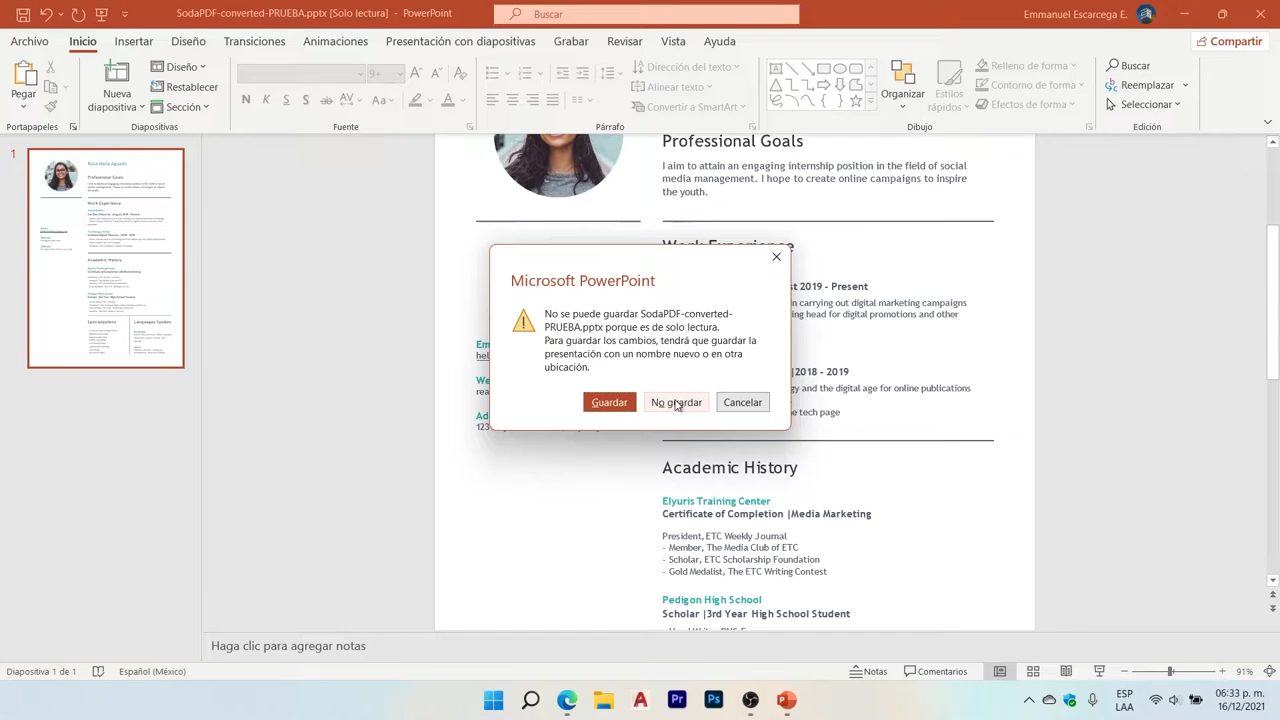 SodaPDF-converted-PRUEBA.pptx [Solo lectura] - PowerPoint
Buscar
Emmanuel Escarcega E.
Archivo
Inicio
Insertar
Diseño
Transiciones
Animaciones
Presentación con diapositivas
Grabar
Revisar
Vista
Ayuda
Compartir
Pegar
Nueva
diapositiva
Diseño
Restablecer
Sección
Dirección del texto
Alinear texto
Convertir a SmartArt
Organizar
Estilos
rápidos
Relleno de forma
Contorno de forma
Efectos de forma
Buscar
Reemplazar
Seleccionar
Portapapeles
Diapositivas
Fuente
Párrafo
Dibujo
Edición
1
Professional Goals
I aim to attain an engaging internship position in the field of social
media management. I hope to create online campaigns to inspire
the youth.
Work Experience
t 2019 - Present
rrying out digital marketing campaigns
ing head for digital promotions and other
|2018 - 2019
gy and the digital age for online publications
e tech page
Microsoft PowerPoint
No se puede guardar SodaPDF-converted-
PRUEBA.pptx porque es de solo lectura.
Para guardar los cambios, tendrá que guardar la
presentación con un nombre nuevo o en otra
ubicación.
Guardar
No guardar
Cancelar
Em
hel
We
rea
Ad
123
Academic History
Elyuris Training Center
Certificate of Completion |Media Marketing
President, ETC Weekly Journal
- Member, The Media Club of ETC
- Scholar, ETC Scholarship Foundation
- Gold Medalist, The ETC Writing Contest
Pedigon High School
Scholar |3rd Year High School Student
Haga clic para agregar notas
Diapositiva 1 de 1
Español (México)
Notas
Comentarios
91%
ESP
LAA
06:33 p. m.
16/12/2021